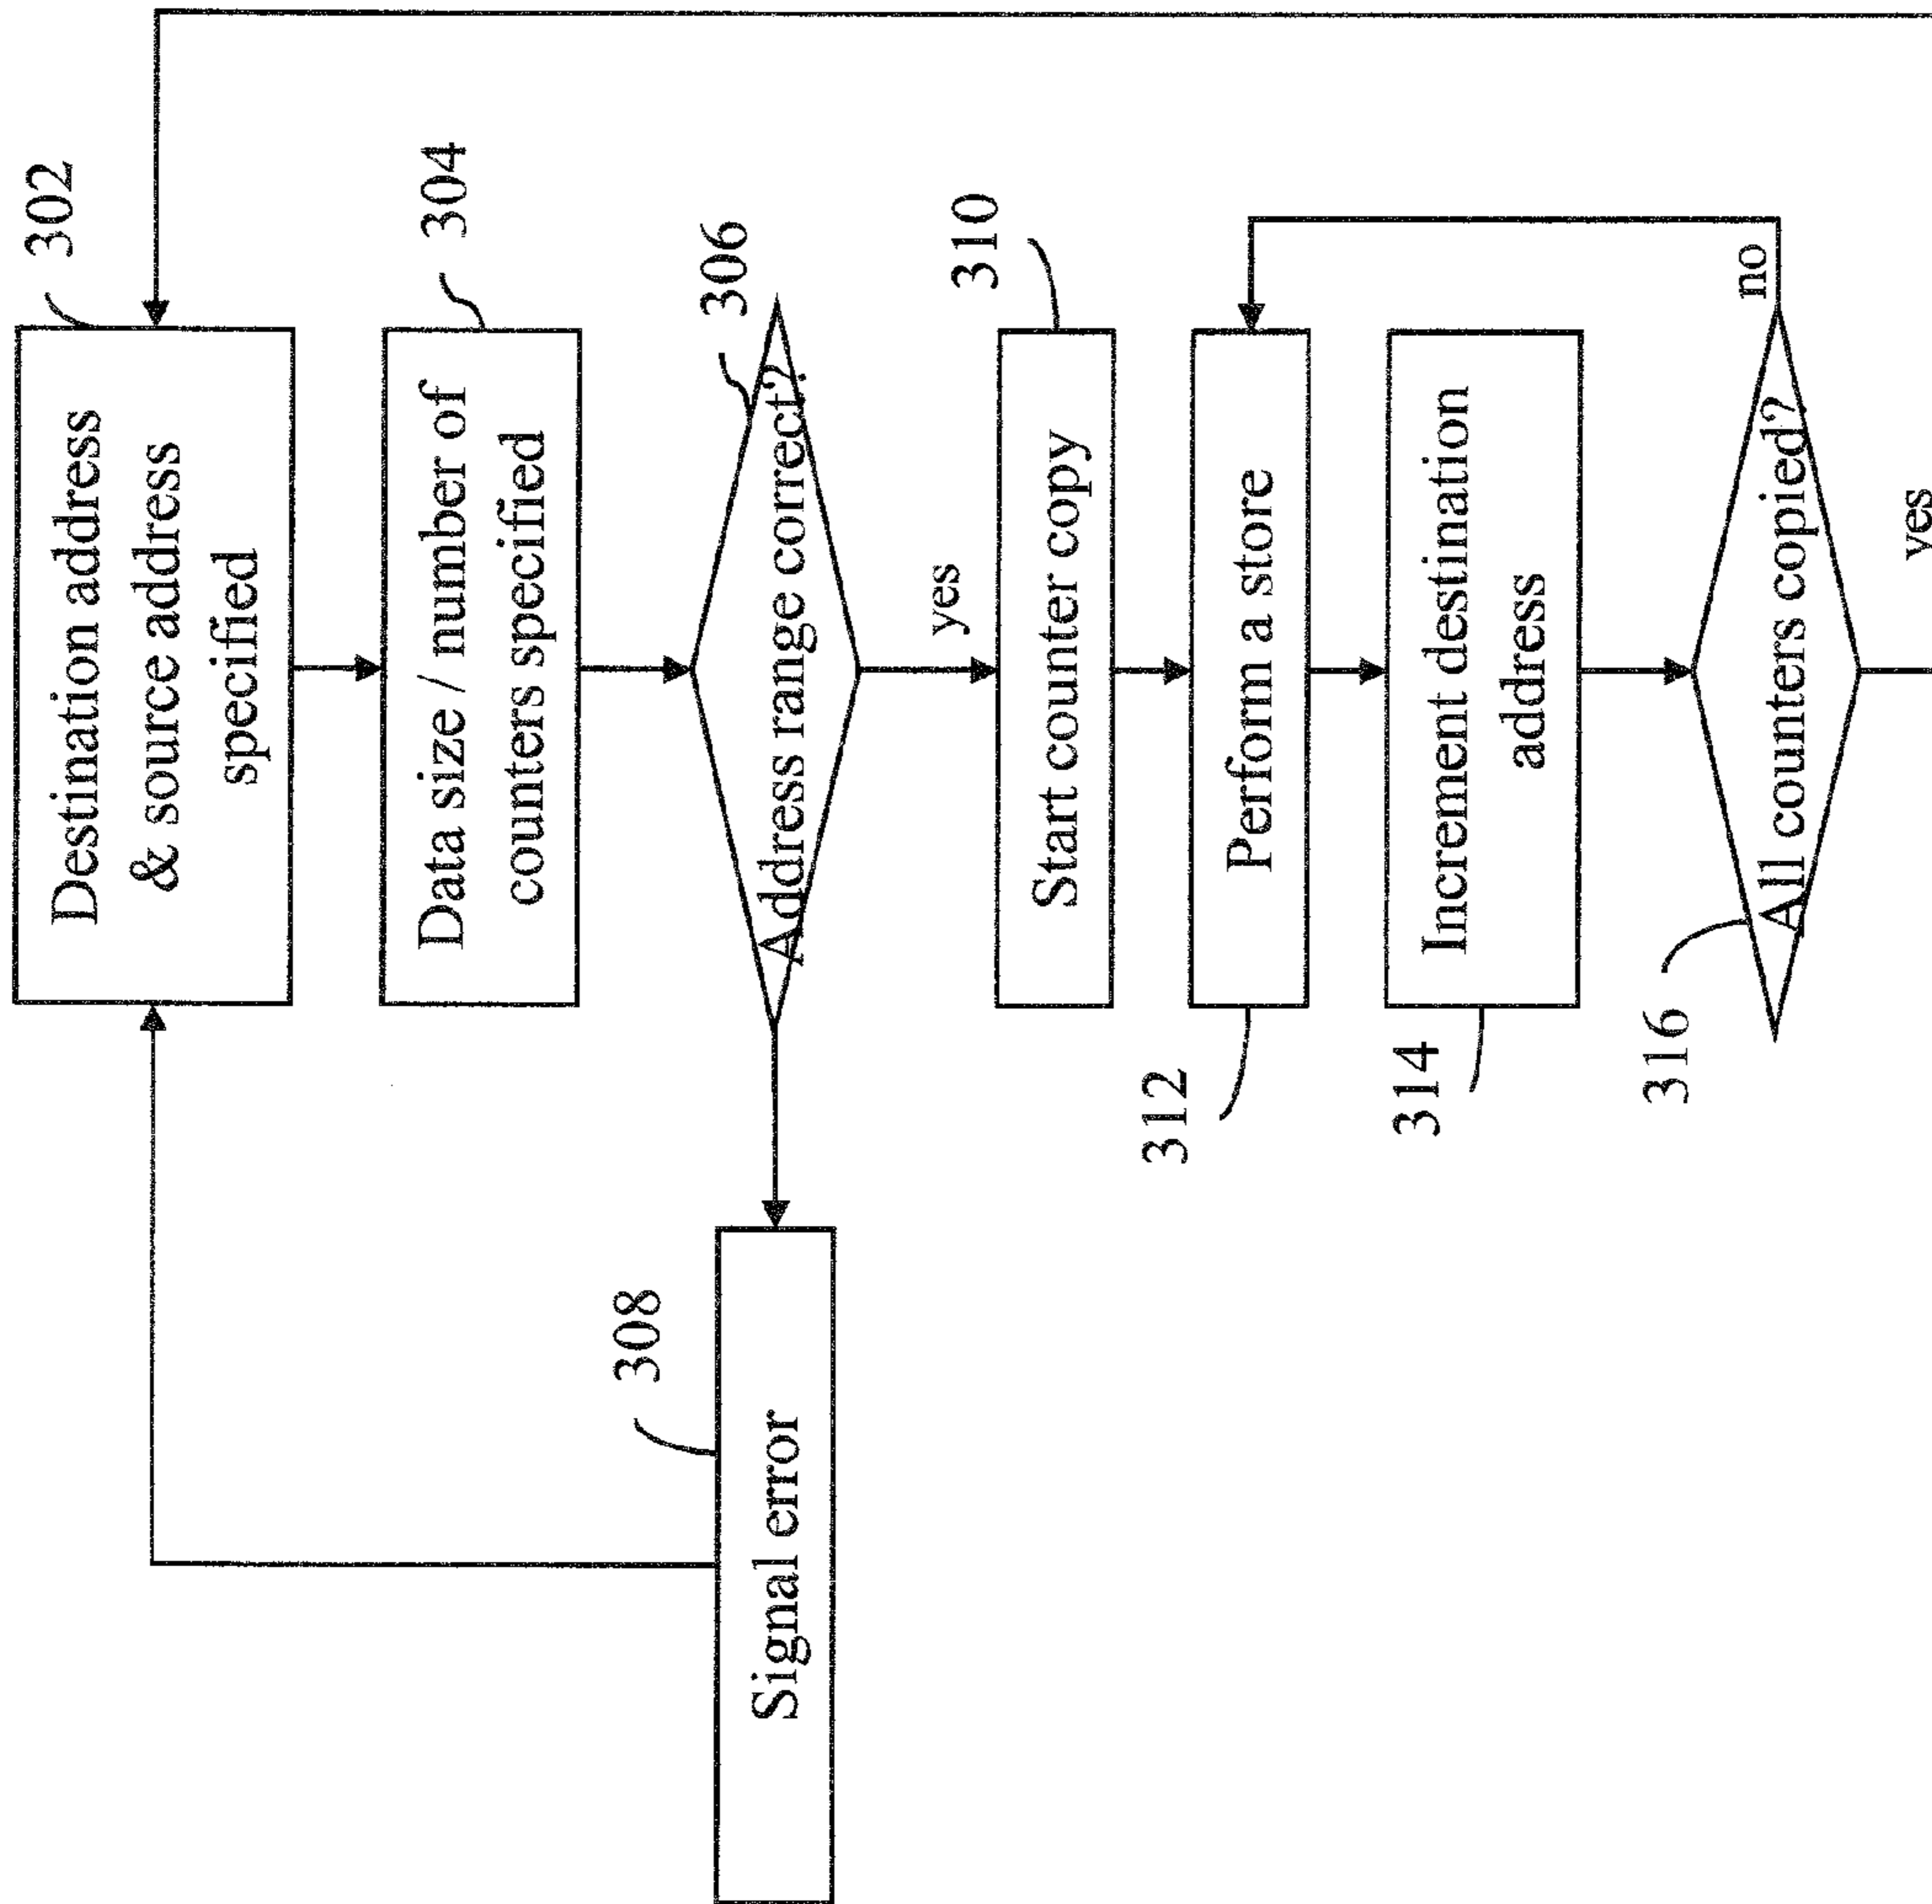 302
Destination address
& source address
specified
304
Data size / number of
counters specified
306
Address range correct?
308
Signal error
yes
310
Start counter copy
312
Perform a store
314
Increment destination
address
316
All counters copied?
no
yes